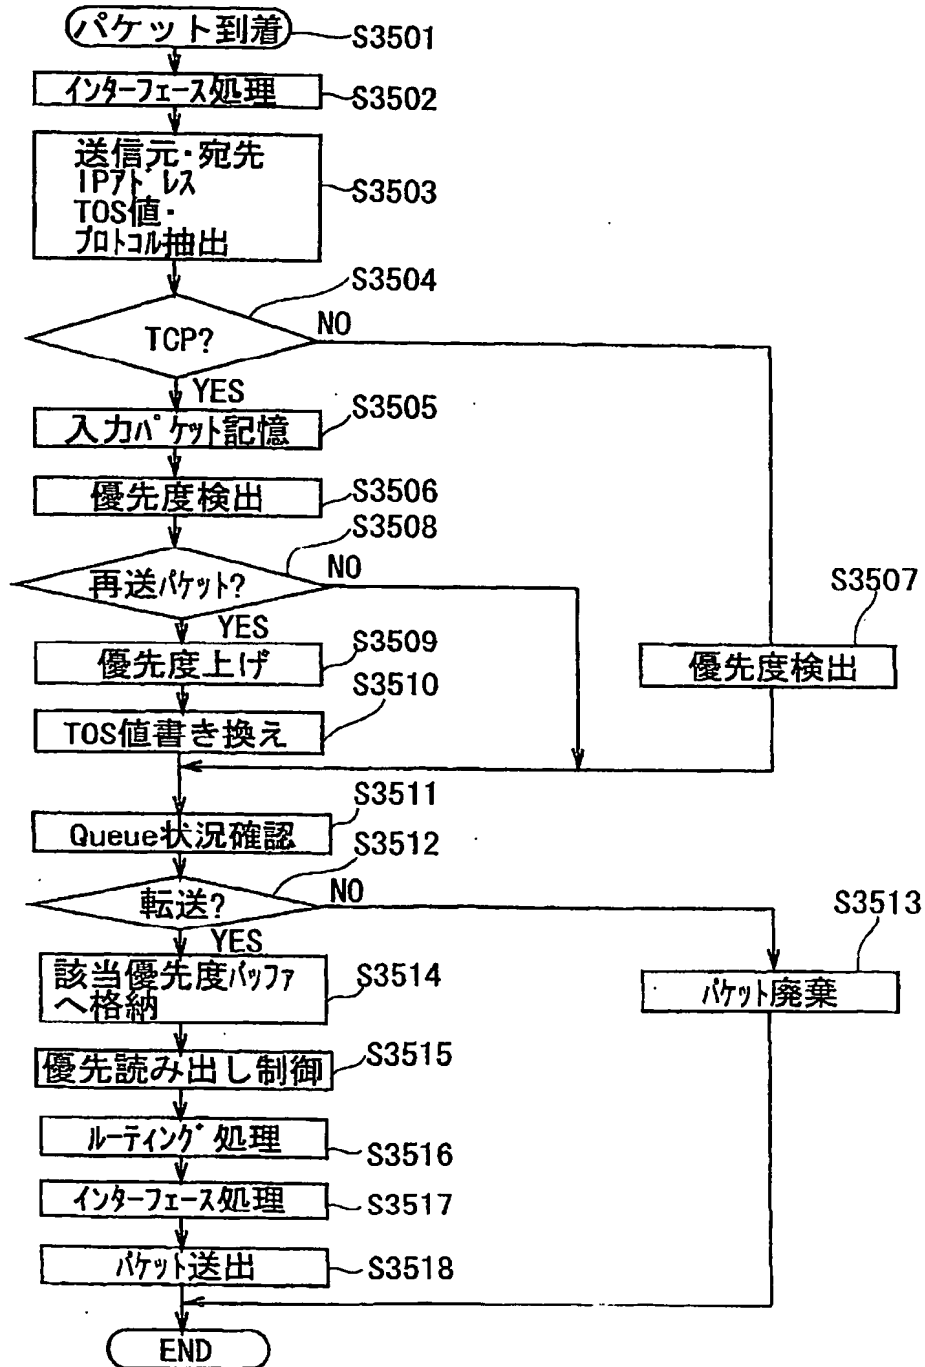 パケット到着
S3501
インターフェース処理
S3502
送信元・宛先
IPアドレス
TOS値・
プロトコル抽出
S3503
S3504
TCP?
NO
YES
S3505
入力パケット記憶
優先度検出
S3506
S3508
再送パケット?
NO
S3507
YES
優先度上げ
S3509
優先度検出
S3510
TOS値書き換え
S3511
Queue状況確認
S3512
転送?
NO
S3513
YES
該当優先度バッファ
へ格納
S3514
パケット廃棄
優先読み出し制御
S3515
ルーティング処理
S3516
インターフェース処理
S3517
パケット送出
S3518
END